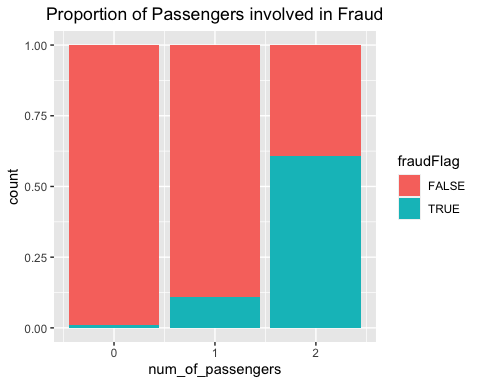 Proportion of Passengers involved in Fraud
1.00
0.75
0.50
0.25
0.00
count
0
1
2
num_of_passengers
fraudFlag
FALSE
TRUE